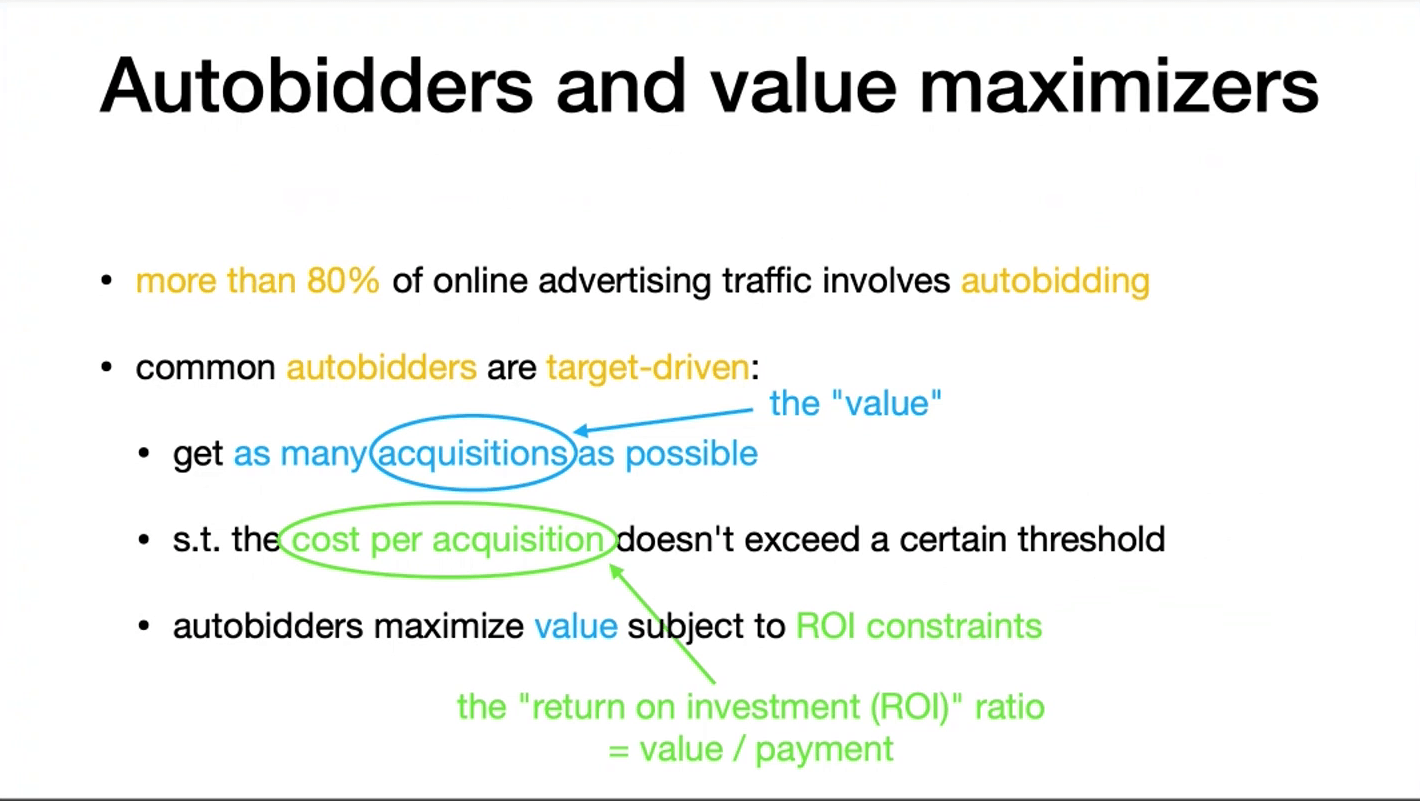 Autobidders and value maximizers
• more than 80% of online advertising traffic involves autobidding
• common autobidders are target-driven:
the "value"
• get as many acquisitions as possible
• s.t. the cost per acquisition doesn't exceed a certain threshold
• autobidders maximize value subject to ROI constraints
the "return on investment (ROI)" ratio
= value / payment